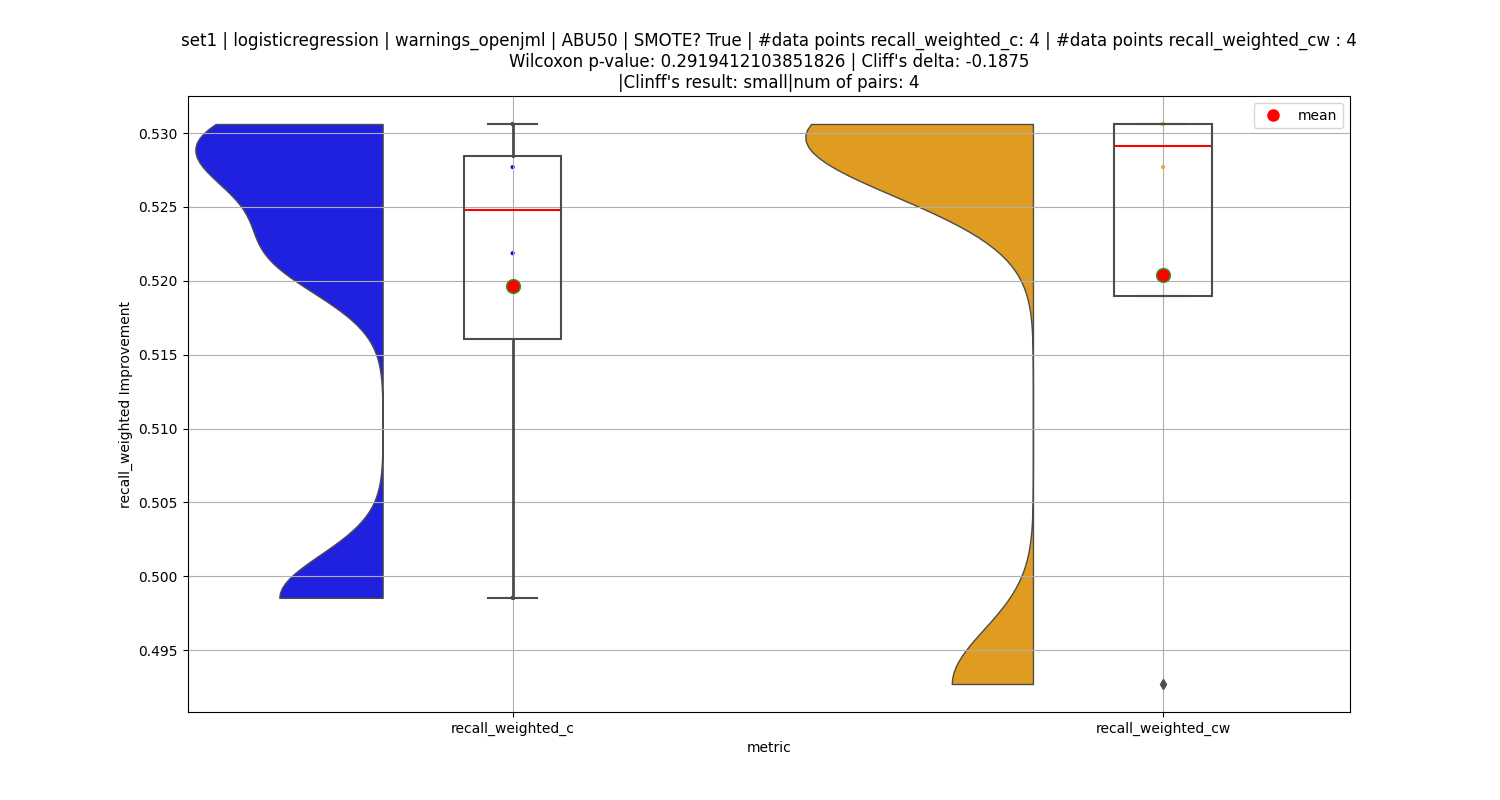 set1 | logisticregression | warnings_openjml | ABU50 | SMOTE? True | #data points recall_weighted_c: 4 | #data points recall_weighted_cw : 4
Wilcoxon p-value: 0.2919412103851826 | Cliff's delta: -0.1875
|Clinff's result: small|num of pairs: 4
mean
0.530
0.525
0.520
0.515
0.510
0.505
0.500
0.495
recall_weighted Improvement
recall_weighted_c
recall_weighted_cw
metric